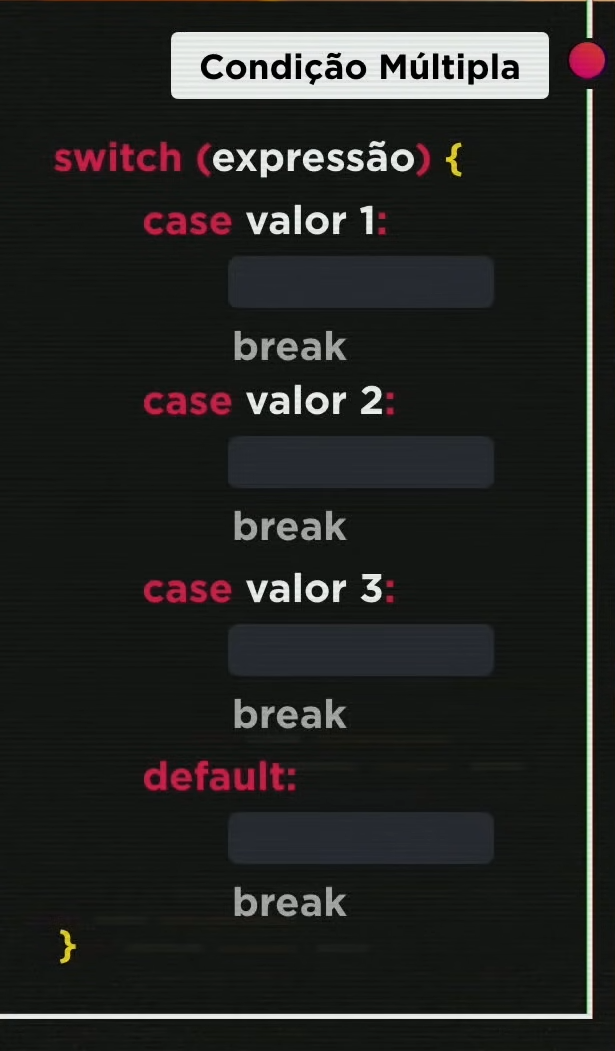 Condição Múltipla
switch (expressão) {
case valor 1:
break
case valor 2:
break
case valor 3:
break
default:
break
}